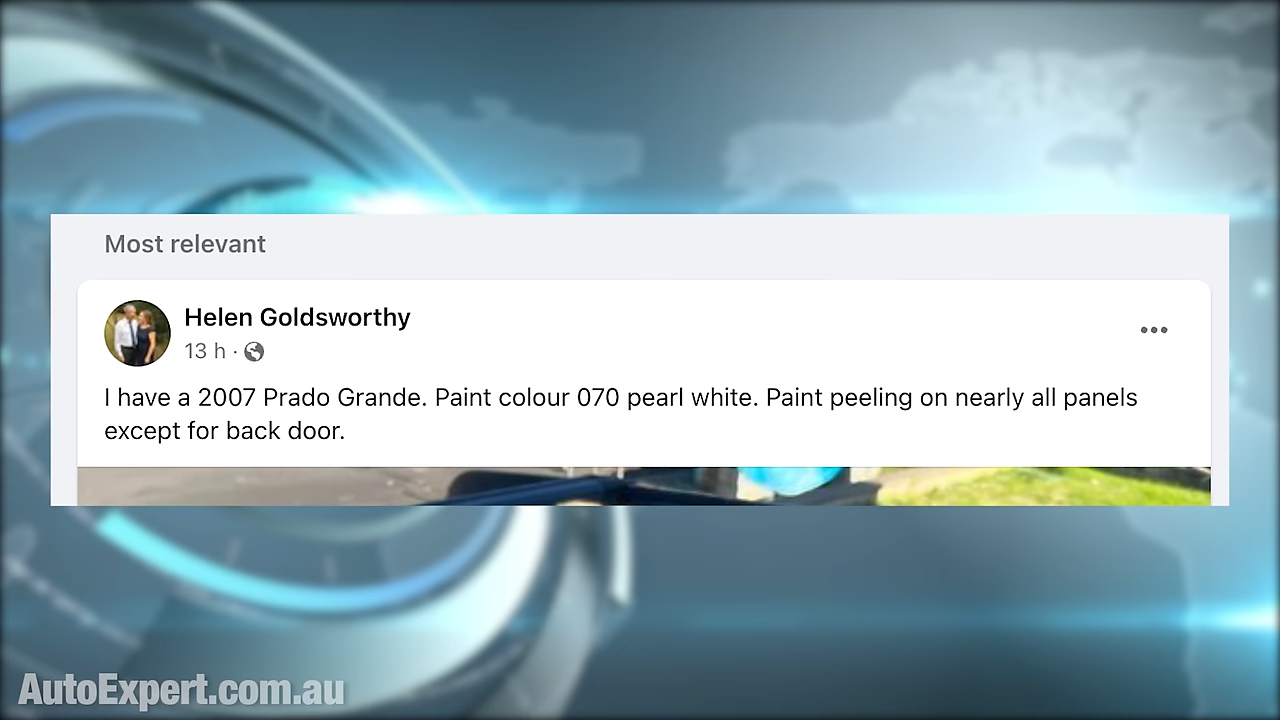 Most relevant
Helen Goldsworthy
13 h ·
I have a 2007 Prado Grande. Paint colour 070 pearl white. Paint peeling on nearly all panels
except for back door.
AutoExpert.com.au